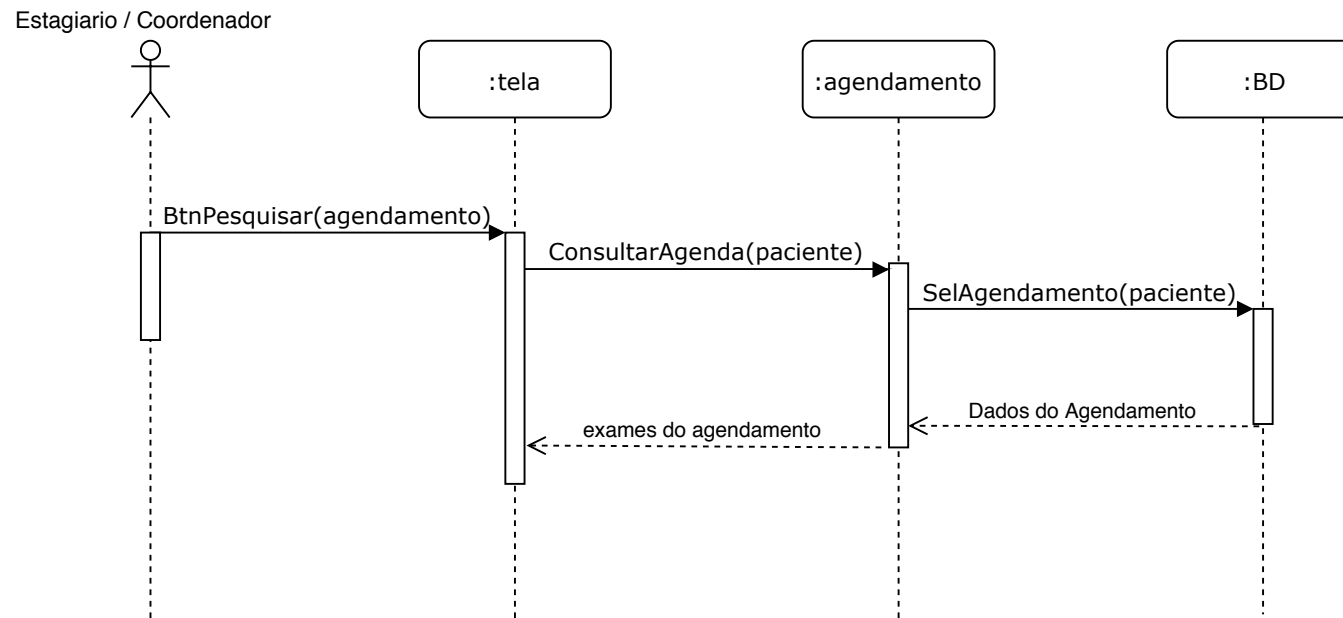 Estagiario / Coordenador
:tela
:agendamento
:BD
BtnPesquisar(agendamento)
ConsultarAgenda(paciente)
SelAgendamento(paciente)
Dados do Agendamento
exames do agendamento